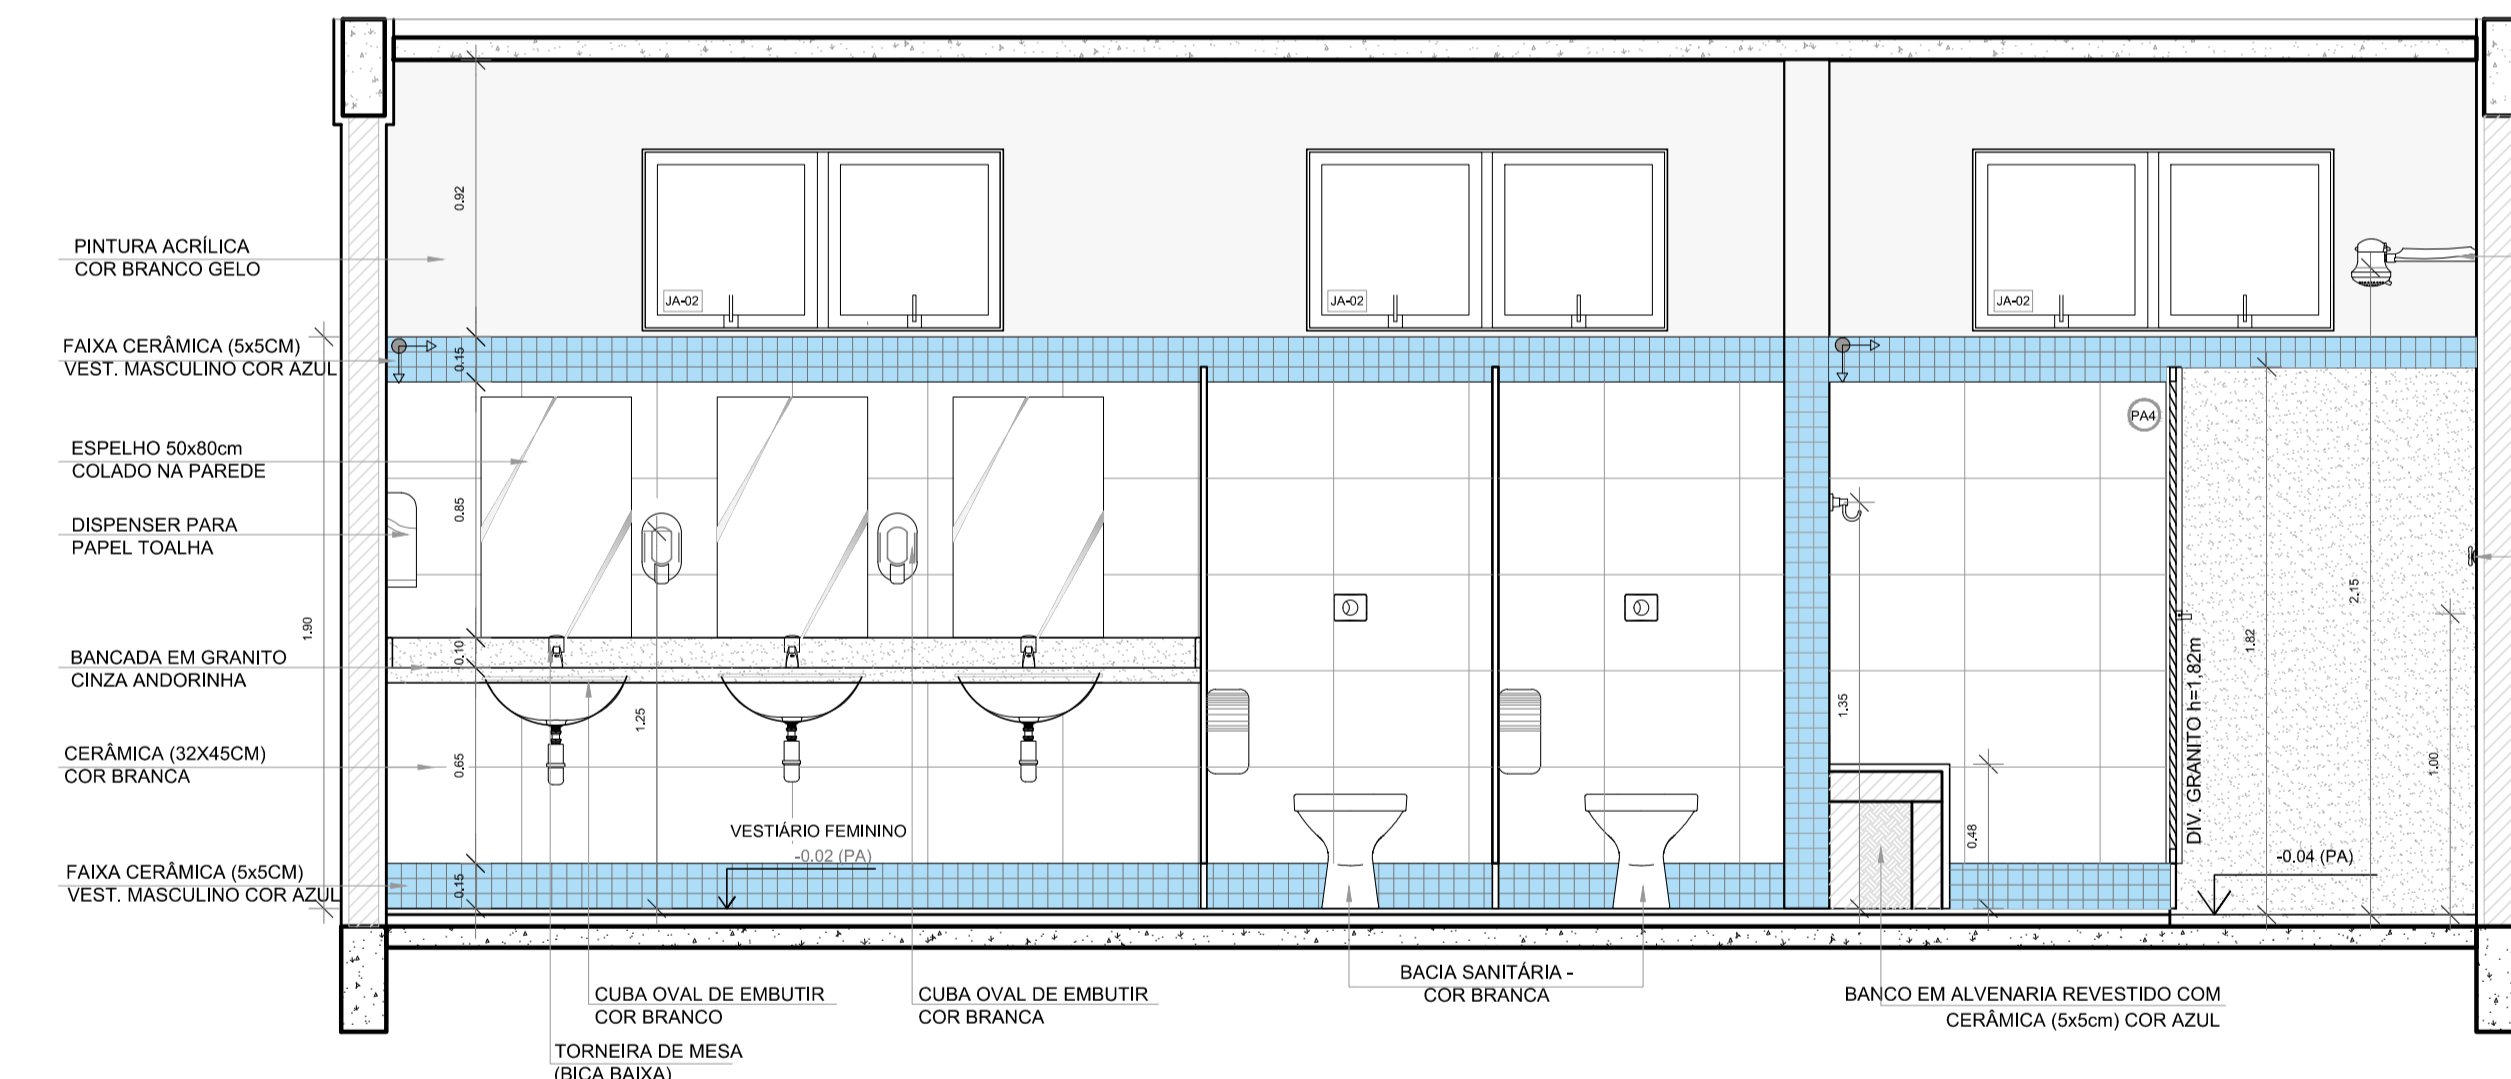 PINTURA ACRÍLICA
COR BRANCO GELO
FAIXA CERÂMICA (5x5CM)
VEST. MASCULINO COR AZUL
ESPELHO 50x80cm
COLADO NA PAREDE
DISPENSER PARA
PAPEL TOALHA
BANCADA EM GRANITO
CINZA ANDORINHA
CERÂMICA (32X45CM)
COR BRANCA
FAIXA CERÂMICA (5x5CM)
VEST. MASCULINO COR AZUL
1.90
0.92
0.15
0.85
0.10
0.65
0.15
1.25
JA-02
JA-02
JA-02
VESTIÁRIO FEMININO
-0.02 (PA)
PA4
1.35
0.48
DIV. GRANITO h=1,82m
1.82
2.15
1.00
-0.04 (PA)
CUBA OVAL DE EMBUTIR
COR BRANCO
TORNEIRA DE MESA
(BICA BAIXA)
CUBA OVAL DE EMBUTIR
COR BRANCA
BACIA SANITÁRIA -
COR BRANCA
BANCO EM ALVENARIA REVESTIDO COM
CERÂMICA (5x5cm) COR AZUL